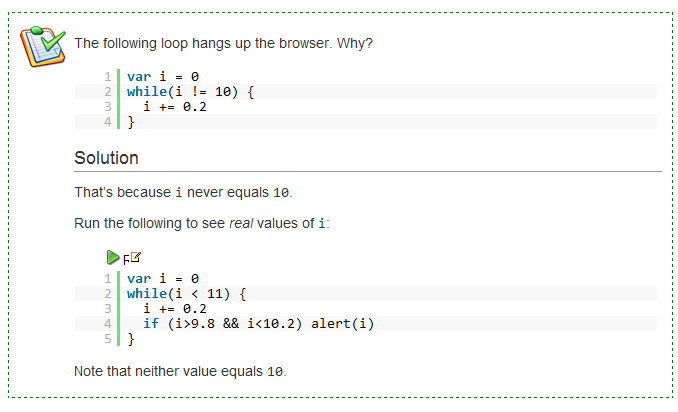 The following loop hangs up the browser. Why?
1 var i = 0
2 while(i != 10) {
3 i += 0.2
4 }
Solution
That's because i never equals 10.
Run the following to see real values of i:
1 var i = 0
2 while(i < 11) {
3 i += 0.2
4 if (i>9.8 && i<10.2) alert(i)
5 }
Note that neither value equals 10.